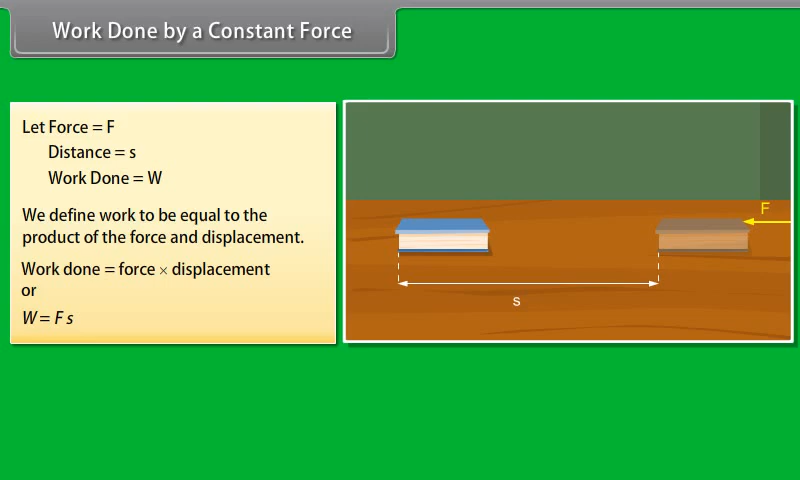 Work Done by a Constant Force
Let Force = F
Distance = s
Work Done = W
We define work to be equal to the
product of the force and displacement.
Work done = force × displacement
or
W = F s
F
s